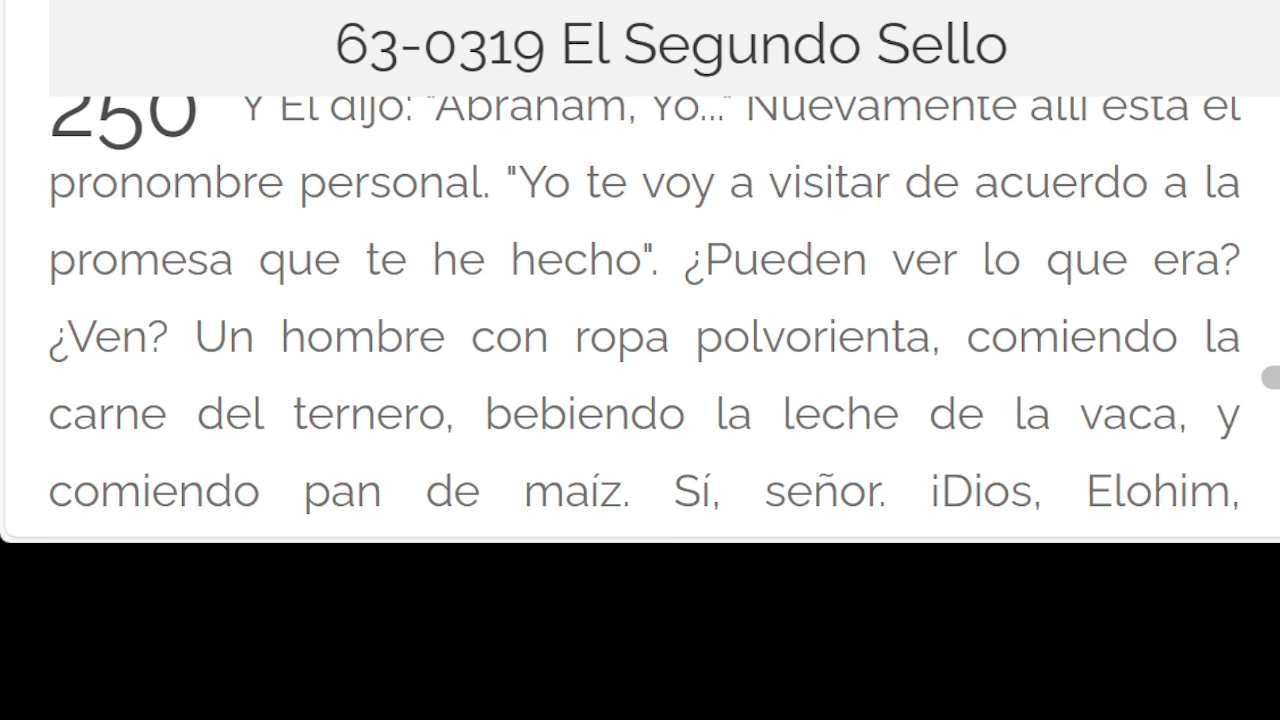 63-0319 El Segundo Sello
250 Y El dijo: "Abraham, Yo..." Nuevamente allí está el
pronombre personal. "Yo te voy a visitar de acuerdo a la
promesa que te he hecho". ¿Pueden ver lo que era?
¿Ven? Un hombre con ropa polvorienta, comiendo la
carne del ternero, bebiendo la leche de la vaca, y
comiendo pan de maíz. Sí, señor. ¡Dios, Elohim,